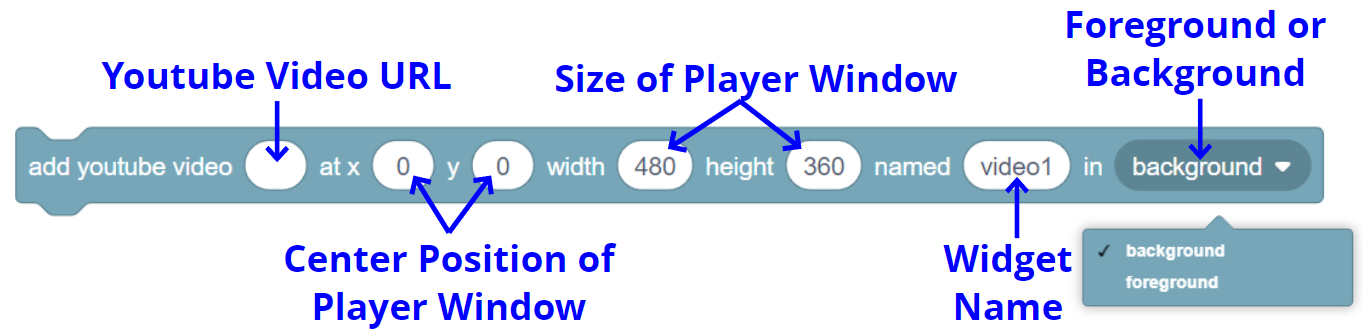 Foreground or
Background
Youtube Video URL
Size of Player Window
add youtube video at x 0 y 0 width 480 height 360 named video1 in background
Center Position of
Player Window
Widget
Name
✓ background
foreground